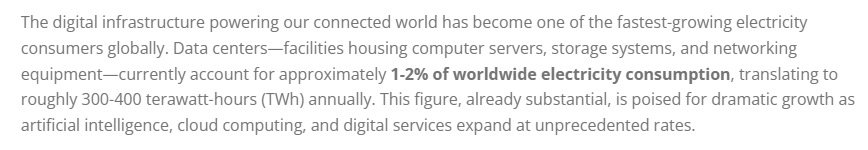 The digital infrastructure powering our connected world has become one of the fastest-growing electricity
consumers globally. Data centers—facilities housing computer servers, storage systems, and networking
equipment—currently account for approximately 1-2% of worldwide electricity consumption, translating to
roughly 300-400 terawatt-hours (TWh) annually. This figure, already substantial, is poised for dramatic growth as
artificial intelligence, cloud computing, and digital services expand at unprecedented rates.